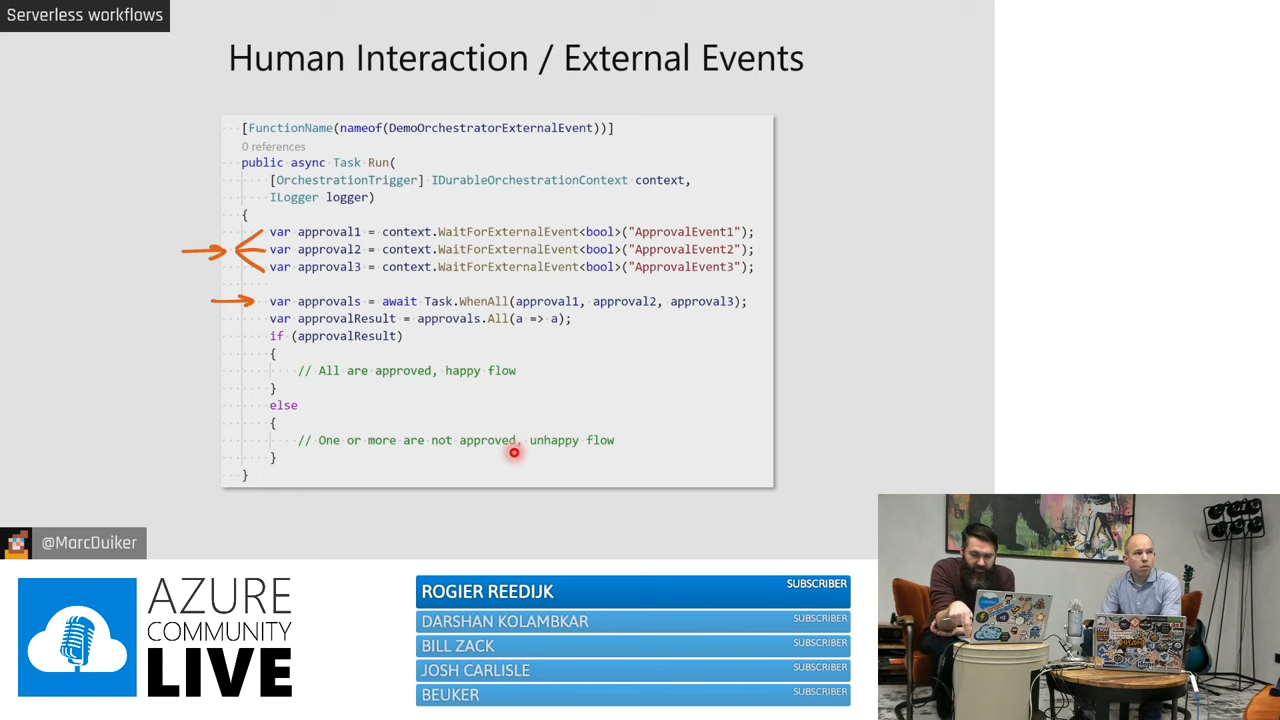 Serverless workflows
Human Interaction / External Events
[FunctionName(nameof(DemoOrchestratorExternalEvent))]
0 references
public async Task Run(
[OrchestrationTrigger] IDurableOrchestrationContext context,
ILogger logger)
{
var approval1 = context.WaitForExternalEvent<bool>("ApprovalEvent1");
var approval2 = context.WaitForExternalEvent<bool>("ApprovalEvent2");
var approval3 = context.WaitForExternalEvent<bool>("ApprovalEvent3");
var approvals = await Task.WhenAll(approval1, approval2, approval3);
var approvalResult = approvals.All(a => a);
if (approvalResult)
{
// All are approved, happy flow
}
else
{
// One or more are not approved, unhappy flow
}
}
@MarcDuiker
AZURE
COMMUNITY
LIVE
ROGIER REEDIJK SUBSCRIBER
DARSHAN KOLAMBKAR SUBSCRIBER
BILL ZACK SUBSCRIBER
JOSH CARLISLE SUBSCRIBER
BEUKER SUBSCRIBER